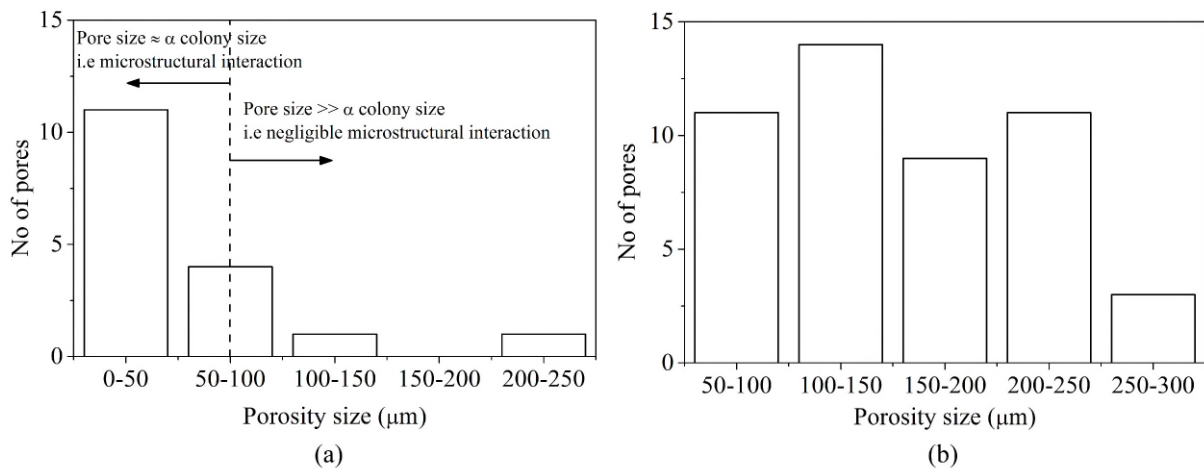 15
10
5
0
No of pores
Pore size ≈ α colony size
i.e microstructural interaction
Pore size >> α colony size
i.e negligible microstructural interaction
0-50 50-100 100-150 150-200 200-250
Porosity size (μm)
(a)
15
10
5
0
No of pores
50-100 100-150 150-200 200-250 250-300
Porosity size (μm)
(b)